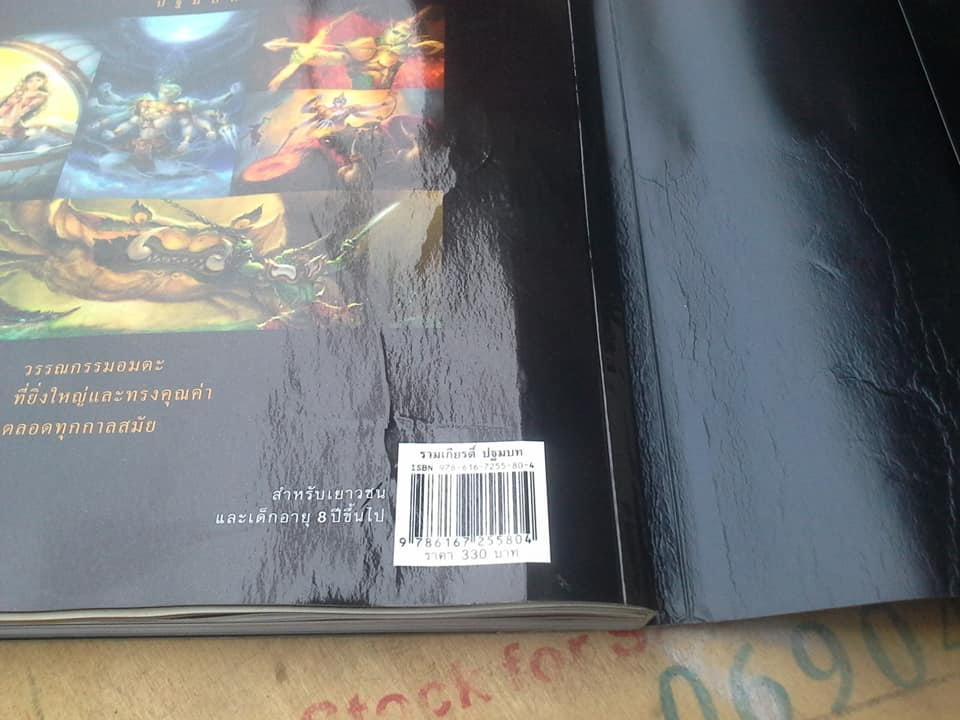 วรรณกรรมอมตะ
ที่ยิ่งใหญ่และทรงคุณค่า
ตลอดทุกกาลสมัย
สำหรับเยาวชน
และเด็กอายุ 8 ปีขึ้นไป
รามเกียรติ์ ปฐมบท
ISBN 978-616-7255-80-4
9 786167 255804
ราคา 330 บาท
Stock for
0690